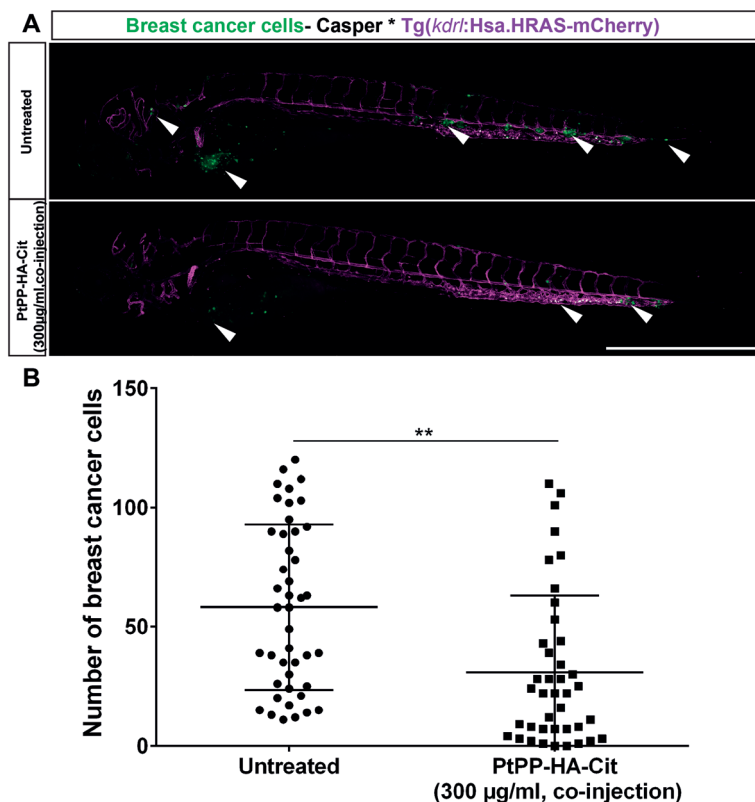 A
Breast cancer cells- Casper * Tg(kdrl:Hsa.HRAS-mCherry)
Untreated
PtPP-HA-Cit
(300µg/ml,co-injection)
B
Number of breast cancer cells
150
100
50
0
**
Untreated
PtPP-HA-Cit
(300 µg/ml, co-injection)